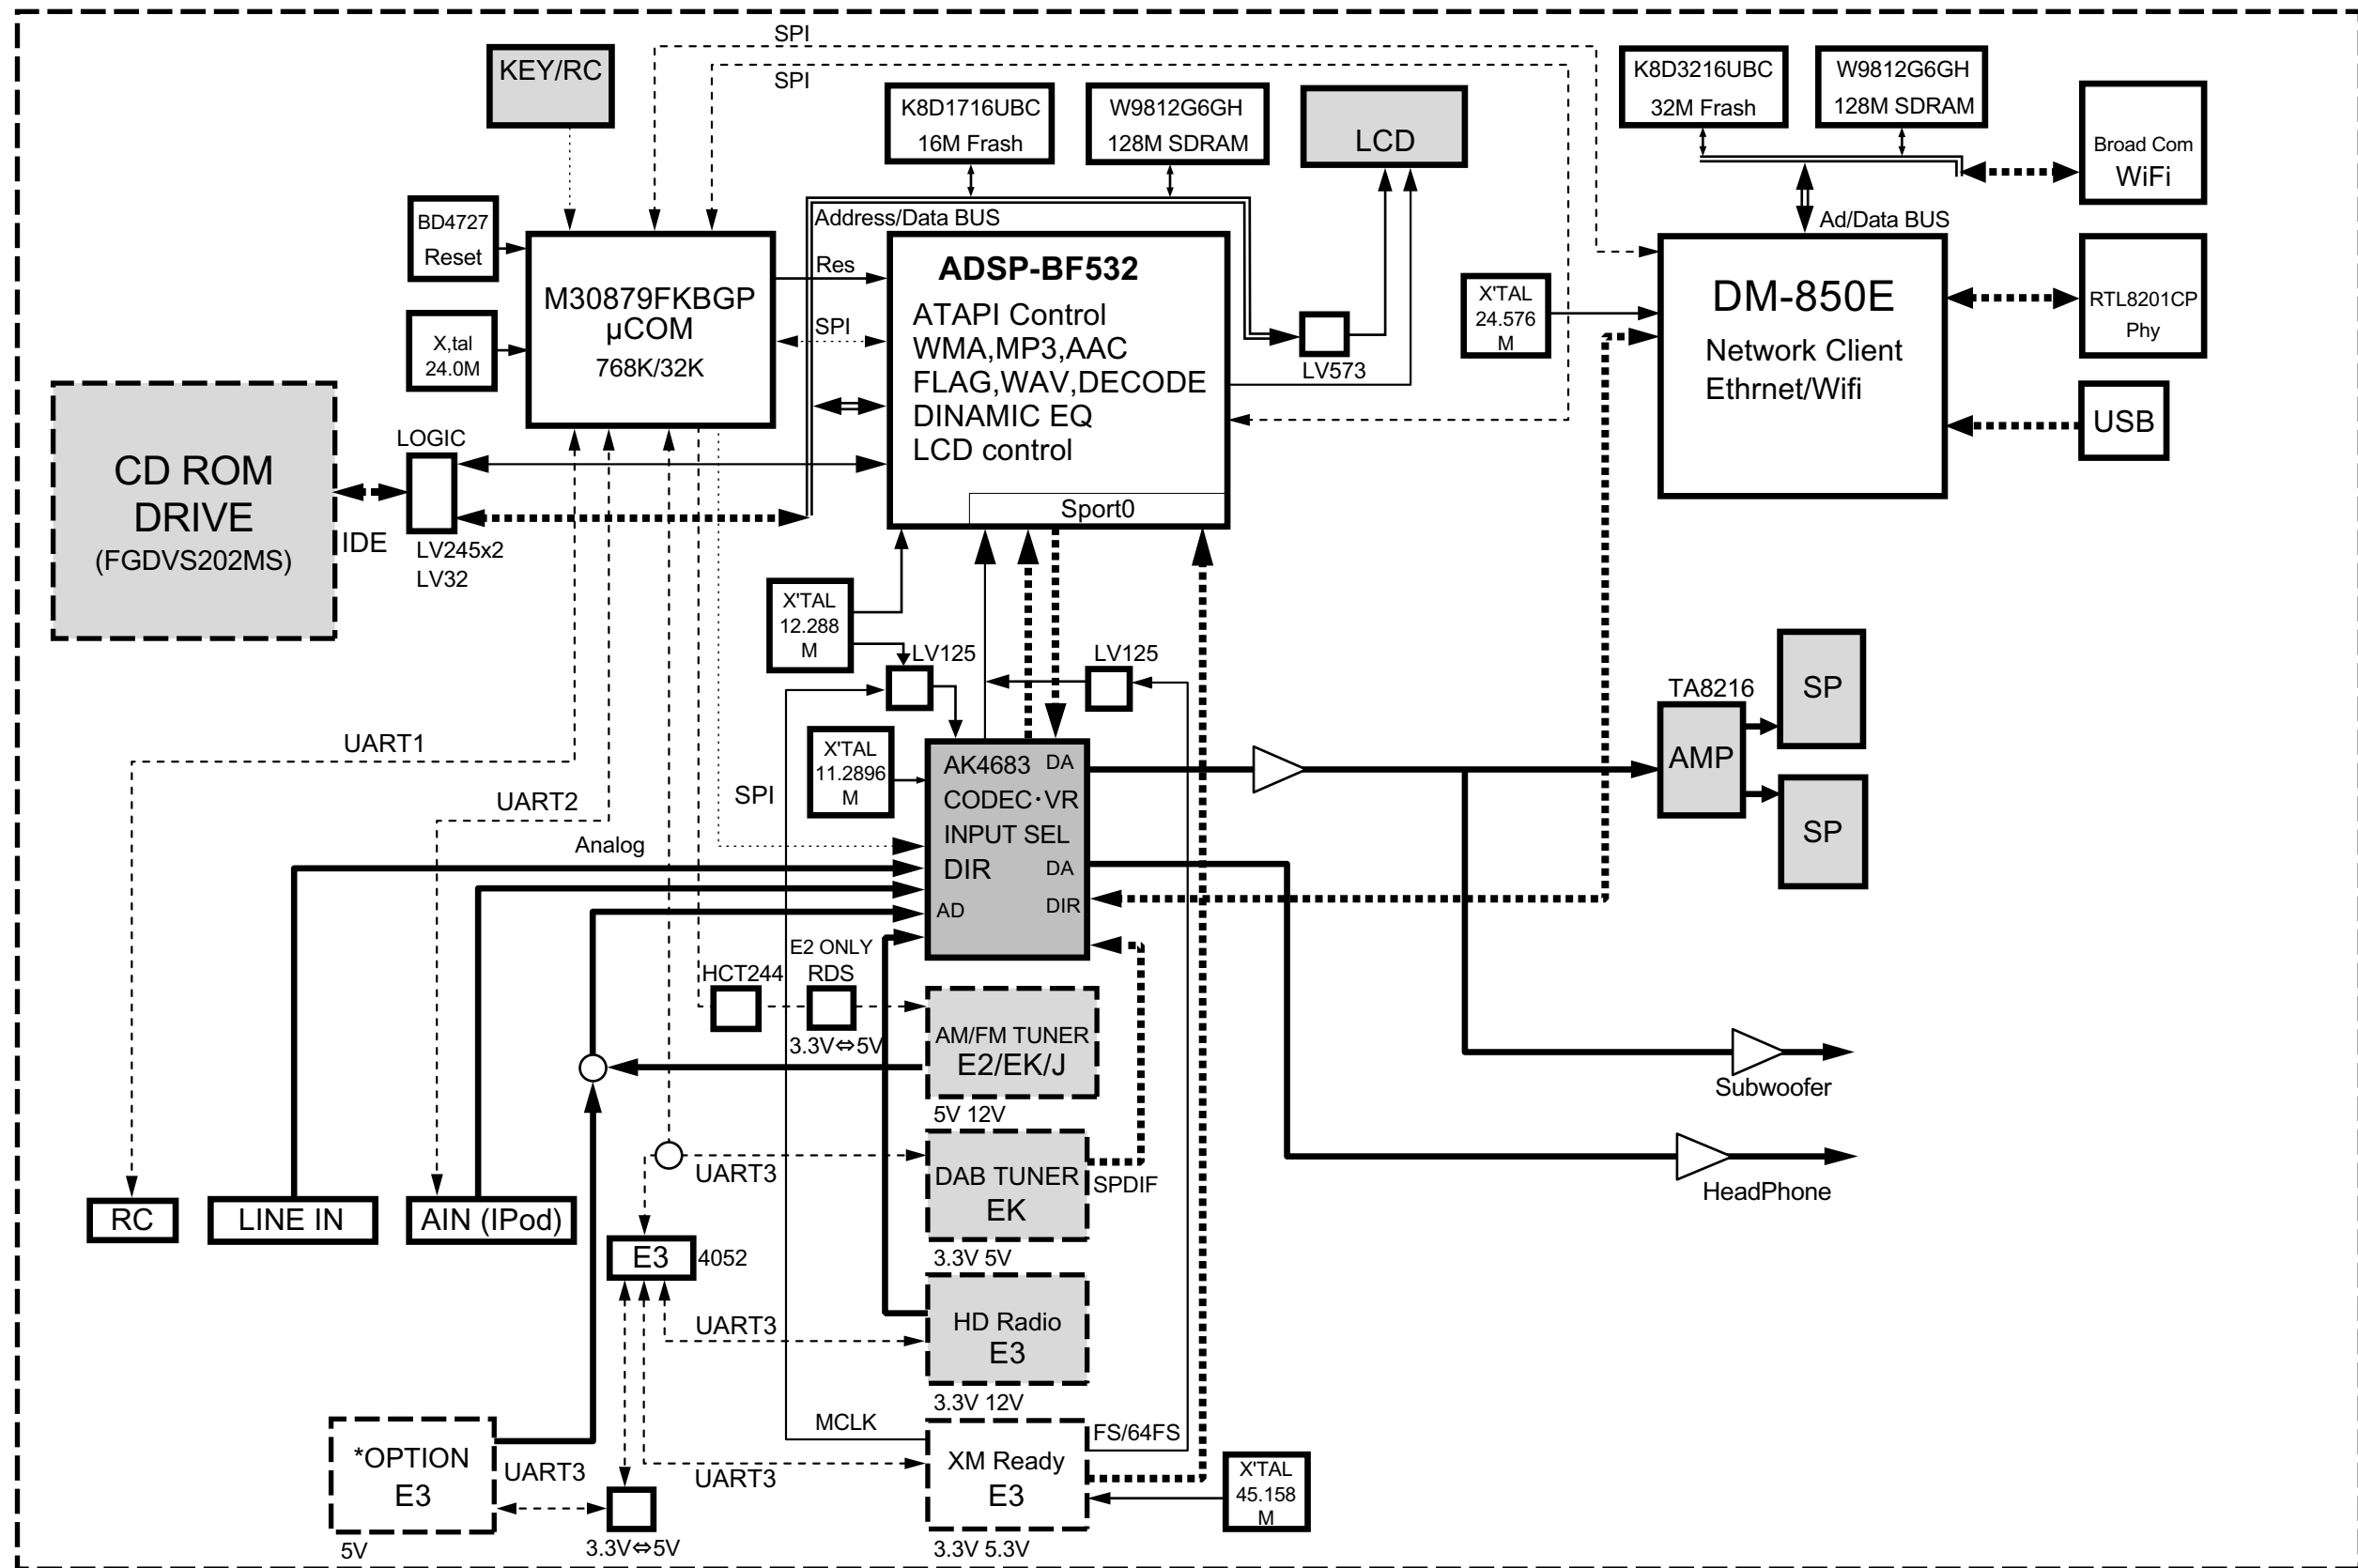 SPI
SPI
KEY/RC
K8D1716UBC
16M Frash
W9812G6GH
128M SDRAM
LCD
K8D3216UBC
32M Frash
W9812G6GH
128M SDRAM
Broad Com
WiFi
BD4727
Reset
Address/Data BUS
Ad/Data BUS
M30879FKBGP
μCOM
768K/32K
Res
SPI
ADSP-BF532
ATAPI Control
WMA,MP3,AAC
FLAG,WAV,DECODE
DINAMIC EQ
LCD control
Sport0
LV573
X'TAL
24.576
M
DM-850E
Network Client
Ethrnet/Wifi
RTL8201CP
Phy
USB
X,tal
24.0M
CD ROM
DRIVE
(FGDVS202MS)
IDE
LOGIC
LV245x2
LV32
X'TAL
12.288
M
LV125
LV125
TA8216
AMP
SP
SP
UART1
UART2
SPI
Analog
X'TAL
11.2896
M
AK4683
DA
CODEC･VR
INPUT SEL
DIR
DA
AD
DIR
E2 ONLY
HCT244
RDS
3.3V⇔5V
AM/FM TUNER
E2/EK/J
5V 12V
Subwoofer
UART3
DAB TUNER
EK
SPDIF
3.3V 5V
HeadPhone
RC
LINE IN
AIN (IPod)
E3
4052
UART3
HD Radio
E3
3.3V 12V
MCLK
FS/64FS
*OPTION
E3
5V
UART3
3.3V⇔5V
UART3
XM Ready
E3
3.3V 5.3V
X'TAL
45.158
M